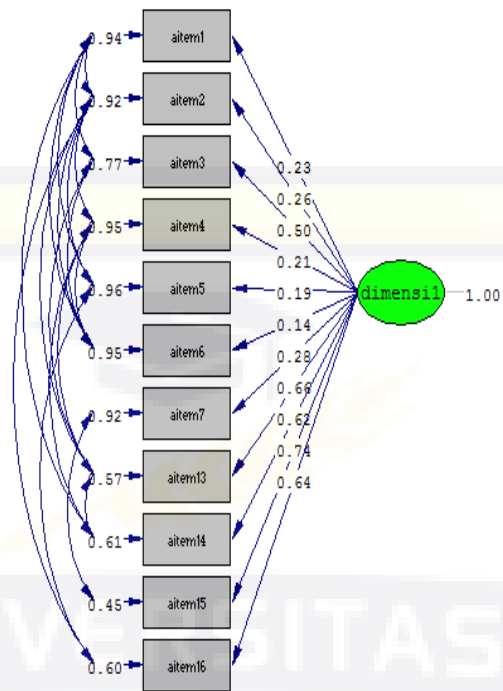 0.94 aitem1
0.92 aitem2
0.77 aitem3
0.95 aitem4
0.96 aitem5
0.95 aitem6
0.92 aitem7
0.57 aitem13
0.61 aitem14
0.45 aitem15
0.60 aitem16
0.23
0.26
0.50
0.21
0.19
0.14
0.28
0.66
0.62
0.74
0.64
dimensi1 1.00
VERSITAS